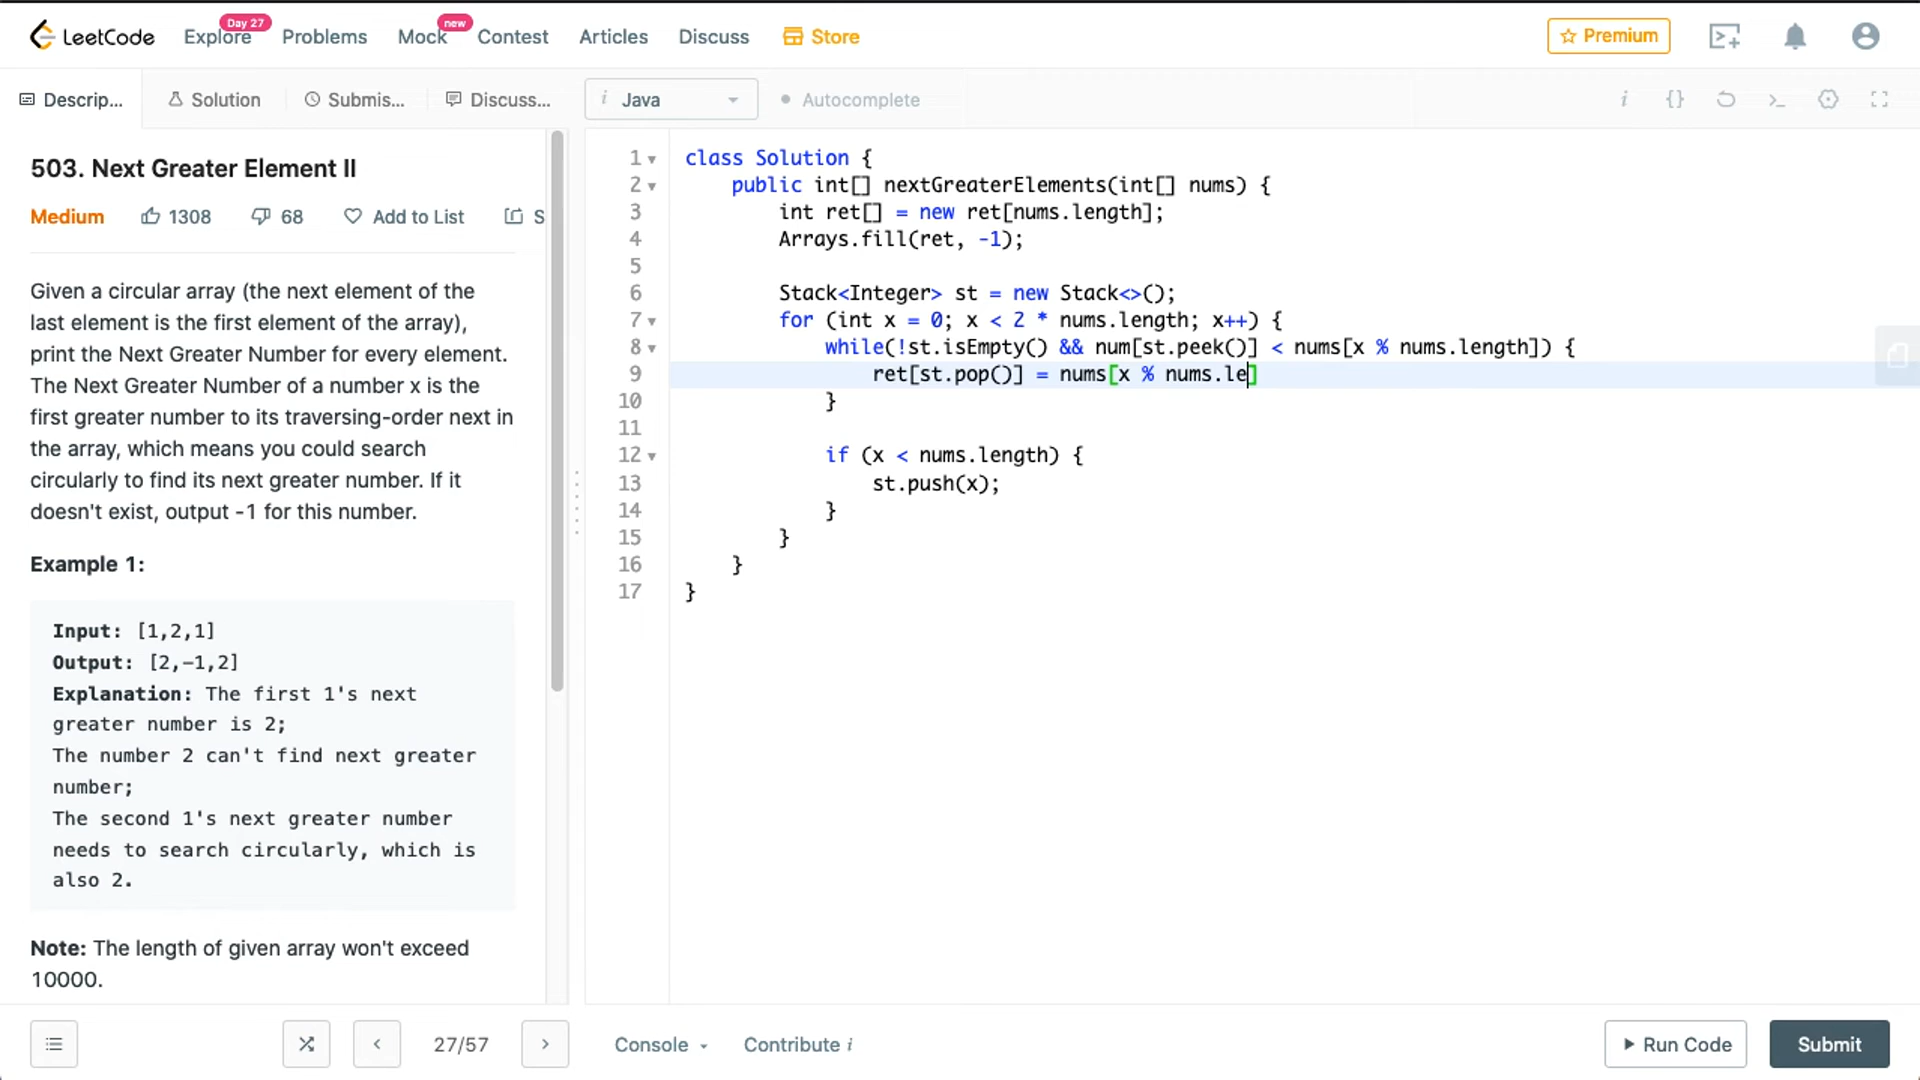 LeetCode
Explore
Day 27
Problems
Mock
new
Contest
Articles
Discuss
Store
Premium
Descrip...
Solution
Submis...
Discuss...
i Java
Autocomplete
503. Next Greater Element II
Medium 1308 68 Add to List S
Given a circular array (the next element of the
last element is the first element of the array),
print the Next Greater Number for every element.
The Next Greater Number of a number x is the
first greater number to its traversing-order next in
the array, which means you could search
circularly to find its next greater number. If it
doesn't exist, output -1 for this number.
Example 1:
Input: [1,2,1]
Output: [2,-1,2]
Explanation: The first 1's next
greater number is 2;
The number 2 can't find next greater
number;
The second 1's next greater number
needs to search circularly, which is
also 2.
Note: The length of given array won't exceed
10000.
1 class Solution {
2 public int[] nextGreaterElements(int[] nums) {
3 int ret[] = new ret[nums.length];
4 Arrays.fill(ret, -1);
5
6 Stack<Integer> st = new Stack<>();
7 for (int x = 0; x < 2 * nums.length; x++) {
8 while(!st.isEmpty() && num[st.peek()] < nums[x % nums.length]) {
9 ret[st.pop()] = nums[x % nums.le]
10 }
11
12 if (x < nums.length) {
13 st.push(x);
14 }
15 }
16 }
17 }
27/57
Console
Contribute i
Run Code
Submit